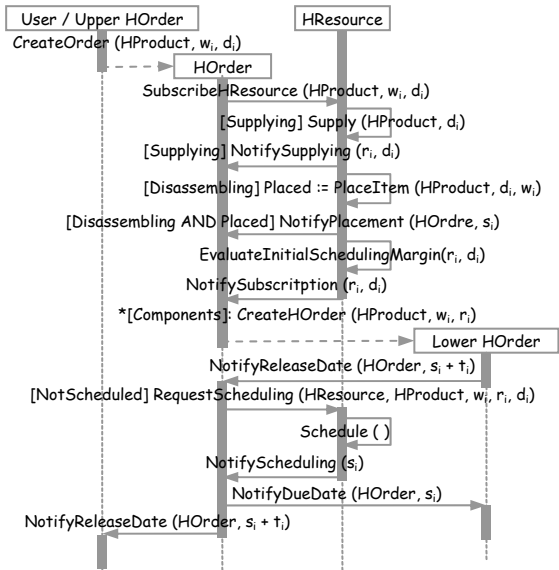 User / Upper HOrder
HResource
CreateOrder (HProduct, wᵢ, dᵢ)
HOrder
SubscribeHResource (HProduct, wᵢ, dᵢ)
[Supplying] Supply (HProduct, dᵢ)
[Supplying] NotifySupplying (rᵢ, dᵢ)
[Disassembling] Placed := PlaceItem (HProduct, dᵢ, wᵢ)
[Disassembling AND Placed] NotifyPlacement (HOrdre, sᵢ)
EvaluateInitialSchedulingMargin(rᵢ, dᵢ)
NotifySubscritption (rᵢ, dᵢ)
*[Components]: CreateHOrder (HProduct, wᵢ, rᵢ)
Lower HOrder
NotifyReleaseDate (HOrder, sᵢ + tᵢ)
[NotScheduled] RequestScheduling (HResource, HProduct, wᵢ, rᵢ, dᵢ)
Schedule ( )
NotifyScheduling (sᵢ)
NotifyDueDate (HOrder, sᵢ)
NotifyReleaseDate (HOrder, sᵢ + tᵢ)